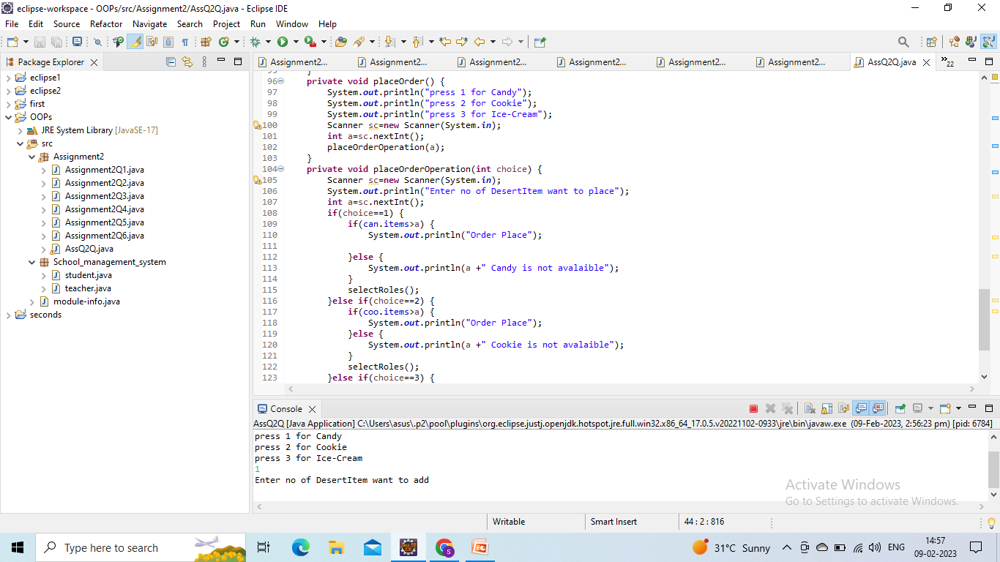 eclipse-workspace - OOPs/src/Assignment2/AssQ2Q.java - Eclipse IDE
File Edit Source Refactor Navigate Search Project Run Window Help
Package Explorer
eclipse1
eclipse2
first
OOPs
JRE System Library [JavaSE-17]
src
Assignment2
Assignment2Q1.java
Assignment2Q2.java
Assignment2Q3.java
Assignment2Q4.java
Assignment2Q5.java
Assignment2Q6.java
AssQ2Q.java
School_management_system
student.java
teacher.java
module-info.java
seconds
Assignment2... Assignment2... Assignment2... Assignment2... Assignment2... Assignment2... AssQ2Q.java 22
95 }
96 private void placeOrder() {
97 System.out.println("press 1 for Candy");
98 System.out.println("press 2 for Cookie");
99 System.out.println("press 3 for Ice-Cream");
100 Scanner sc=new Scanner(System.in);
101 int a=sc.nextInt();
102 placeOrderOperation(a);
103 }
104 private void placeOrderOperation(int choice) {
105 Scanner sc=new Scanner(System.in);
106 System.out.println("Enter no of DesertItem want to place");
107 int a=sc.nextInt();
108 if(choice==1) {
109 if(can.items>a) {
110 System.out.println("Order Place");
111
112 }else {
113 System.out.println(a +" Candy is not avalaible");
114 }
115 selectRoles();
116 }else if(choice==2) {
117 if(coo.items>a) {
118 System.out.println("Order Place");
119 }else {
120 System.out.println(a +" Cookie is not avalaible");
121 }
122 selectRoles();
123 }else if(choice==3) {
Console
AssQ2Q [Java Application] C:\Users\asus\.p2\pool\plugins\org.eclipse.justj.openjdk.hotspot.jre.full.win32.x86_64_17.0.5.v20221102-0933\jre\bin\javaw.exe (09-Feb-2023, 2:56:23 pm) [pid: 6784]
press 1 for Candy
press 2 for Cookie
press 3 for Ice-Cream
1
Enter no of DesertItem want to add
Activate Windows
Go to Settings to activate Windows.
Writable Smart Insert 44 : 2 : 816
Type here to search
31°C Sunny
ENG
14:57
09-02-2023